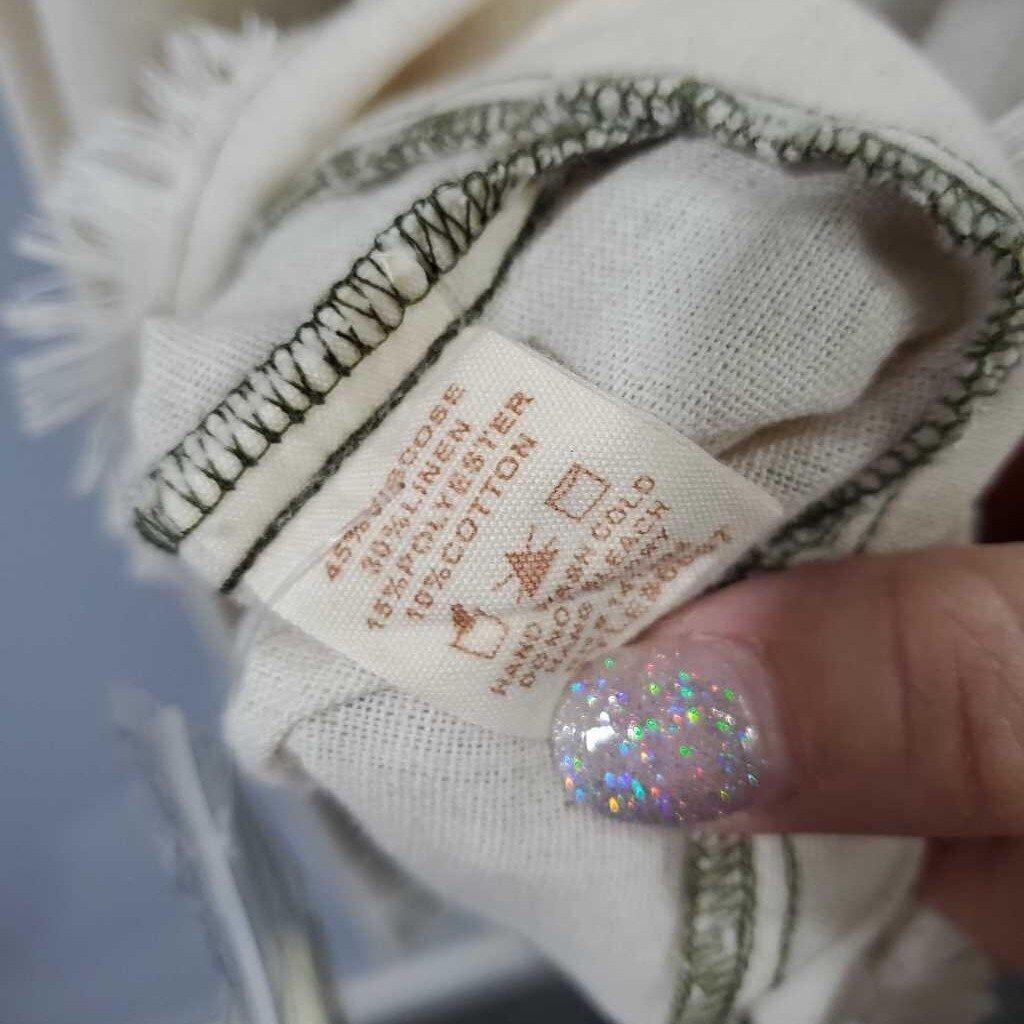 45%VISCOSE
30%LINEN
15%POLYESTER
10%COTTON
HAND WASH COLD
DO NOT BLEACH